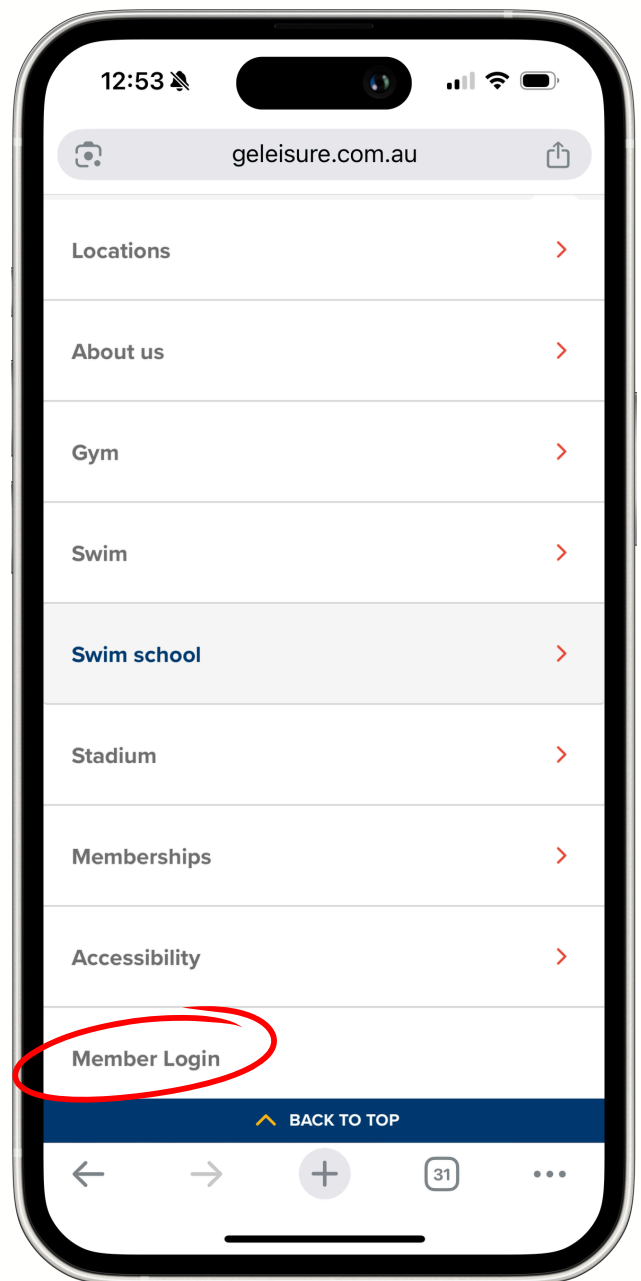 12:53
geleisure.com.au
Locations
About us
Gym
Swim
Swim school
Stadium
Memberships
Accessibility
Member Login
BACK TO TOP
31